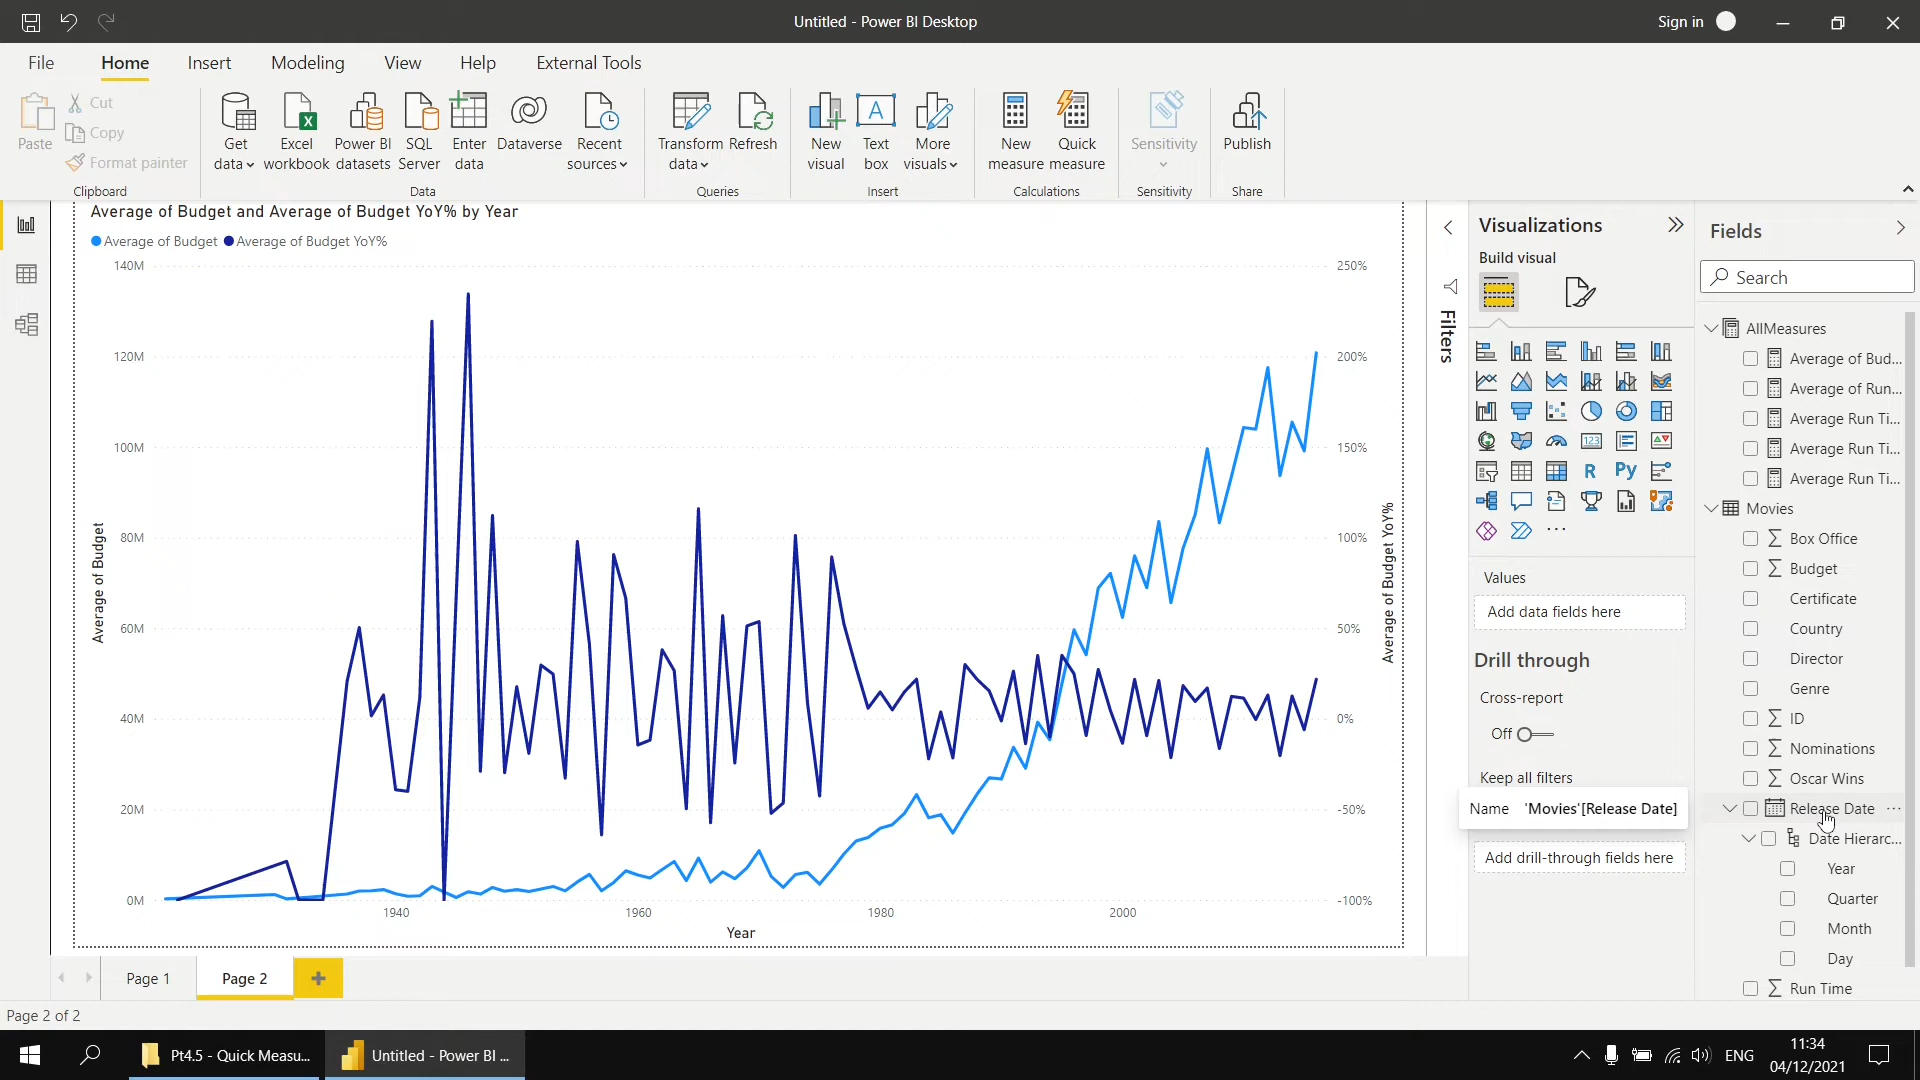 Untitled - Power BI Desktop
Sign in
File
Home
Insert
Modeling
View
Help
External Tools
Paste
Cut
Copy
Format painter
Clipboard
Get
data
Excel
workbook
Power BI
datasets
SQL
Server
Enter
data
Dataverse
Recent
sources
Data
Transform
data
Refresh
Queries
New
visual
A
Text
box
More
visuals
Insert
New
measure
Quick
measure
Calculations
Sensitivity
Sensitivity
Publish
Share
Average of Budget and Average of Budget YoY% by Year
Average of Budget
Average of Budget YoY%
140M
120M
100M
80M
60M
40M
20M
0M
Average of Budget
250%
200%
150%
100%
50%
0%
-50%
-100%
Average of Budget YoY%
1940
1960
1980
2000
Year
Filters
Visualizations
Build visual
123
R
Py
Values
Add data fields here
Drill through
Cross-report
Off
Keep all filters
Name 'Movies'[Release Date]
Add drill-through fields here
Fields
Search
AllMeasures
Average of Bud...
Average of Run...
Average Run Ti...
Average Run Ti...
Average Run Ti...
Movies
Box Office
Budget
Certificate
Country
Director
Genre
ID
Nominations
Oscar Wins
Release Date
Date Hierarc...
Year
Quarter
Month
Day
Run Time
Page 1
Page 2
Page 2 of 2
Pt4.5 - Quick Measu...
Untitled - Power BI ...
ENG
11:34
04/12/2021